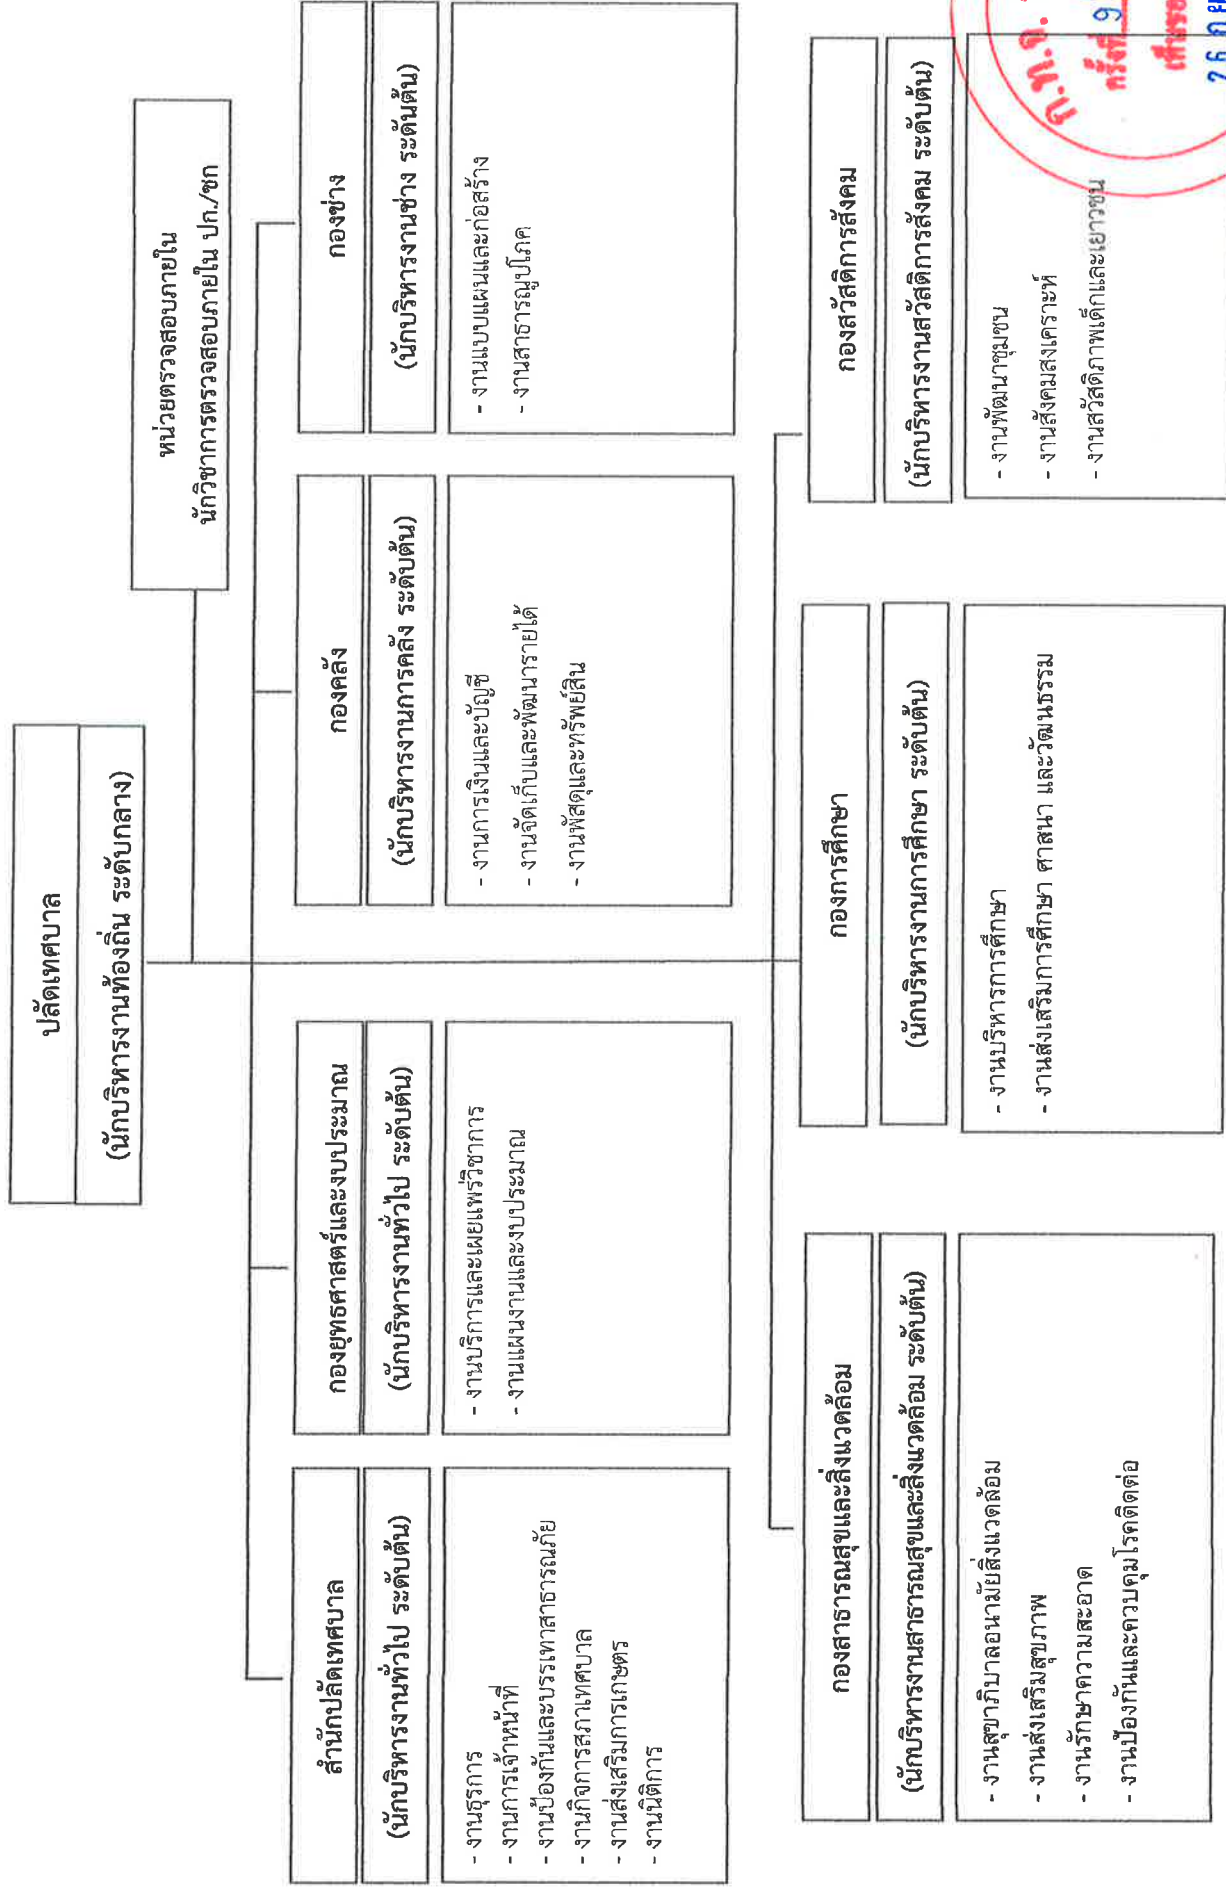 ปลัดเทศบาล
(นักบริหารงานท้องถิ่น ระดับกลาง)
หน่วยตรวจสอบภายใน
นักวิชาการตรวจสอบภายใน ปก./ชก
สำนักปลัดเทศบาล
(นักบริหารงานทั่วไป ระดับต้น)
- งานธุรการ
- งานการเจ้าหน้าที่
- งานป้องกันและบรรเทาสาธารณภัย
- งานกิจการสภาเทศบาล
- งานส่งเสริมการเกษตร
- งานนิติการ
กองยุทธศาสตร์และงบประมาณ
(นักบริหารงานทั่วไป ระดับต้น)
- งานบริการและเผยแพร่วิชาการ
- งานแผนงานและงบประมาณ
กองคลัง
(นักบริหารงานการคลัง ระดับต้น)
- งานการเงินและบัญชี
- งานจัดเก็บและพัฒนารายได้
- งานพัสดุและทรัพย์สิน
กองช่าง
(นักบริหารงานช่าง ระดับต้น)
- งานแบบแผนและก่อสร้าง
- งานสาธารณูปโภค
กองสาธารณสุขและสิ่งแวดล้อม
(นักบริหารงานสาธารณสุขและสิ่งแวดล้อม ระดับต้น)
- งานสุขาภิบาลอนามัยสิ่งแวดล้อม
- งานส่งเสริมสุขภาพ
- งานรักษาความสะอาด
- งานป้องกันและควบคุมโรคติดต่อ
กองการศึกษา
(นักบริหารงานการศึกษา ระดับต้น)
- งานบริหารการศึกษา
- งานส่งเสริมการศึกษา ศาสนา และวัฒนธรรม
กองสวัสดิการสังคม
(นักบริหารงานสวัสดิการสังคม ระดับต้น)
- งานพัฒนาชุมชน
- งานสังคมสงเคราะห์
- งานสวัสดิภาพเด็กและเยาวชน
ก.ท.จ.
ครั้งที่ 9
26 ก.ย.